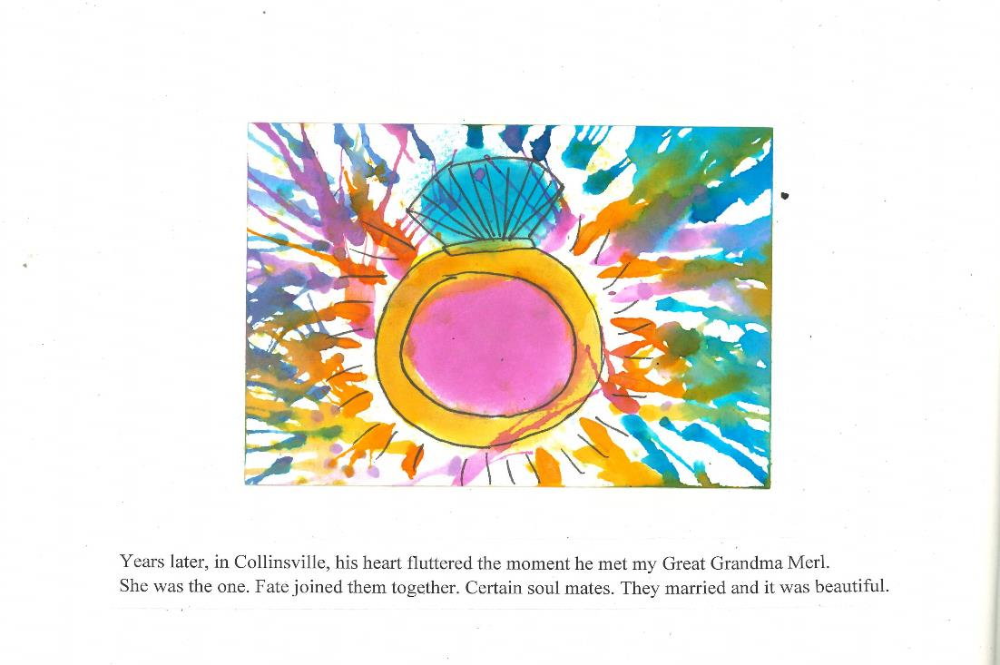 Years later, in Collinsville, his heart fluttered the moment he met my Great Grandma Merl.
She was the one. Fate joined them together. Certain soul mates. They married and it was beautiful.